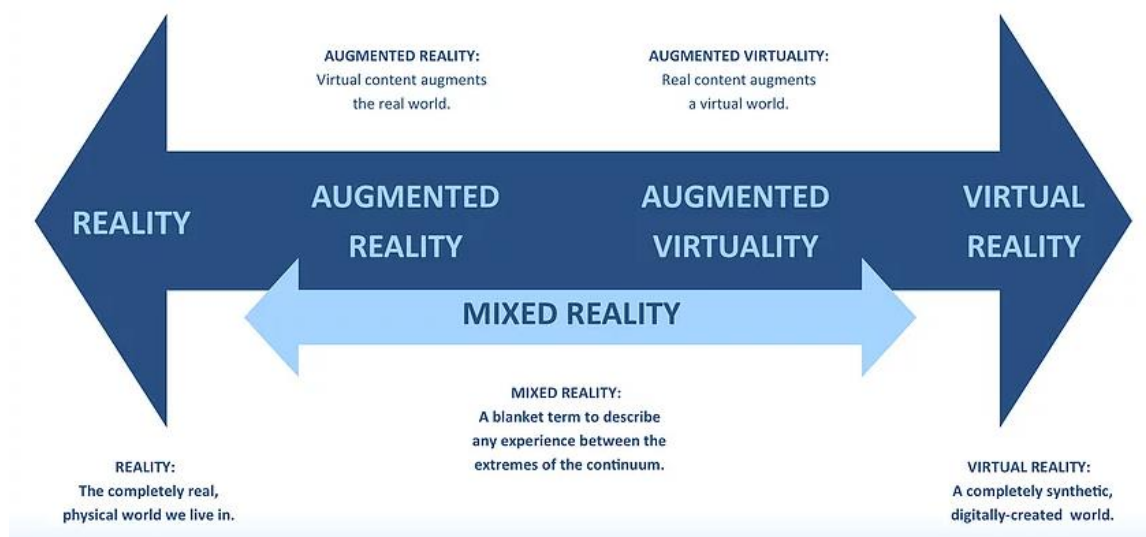 AUGMENTED REALITY:
Virtual content augments
the real world.
AUGMENTED VIRTUALITY:
Real content augments
a virtual world.
REALITY
AUGMENTED
REALITY
AUGMENTED
VIRTUALITY
VIRTUAL
REALITY
MIXED REALITY
MIXED REALITY:
A blanket term to describe
any experience between the
extremes of the continuum.
REALITY:
The completely real,
physical world we live in.
VIRTUAL REALITY:
A completely synthetic,
digitally-created world.